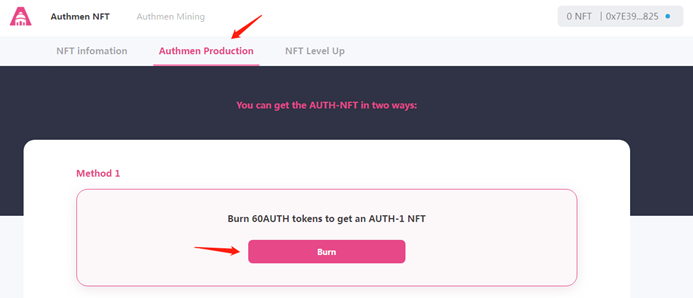 Authmen NFT Authmen Mining 0 NFT | 0x7E39...825
NFT infomation Authmen Production NFT Level Up
You can get the AUTH-NFT in two ways:
Method 1
Burn 60AUTH tokens to get an AUTH-1 NFT
Burn